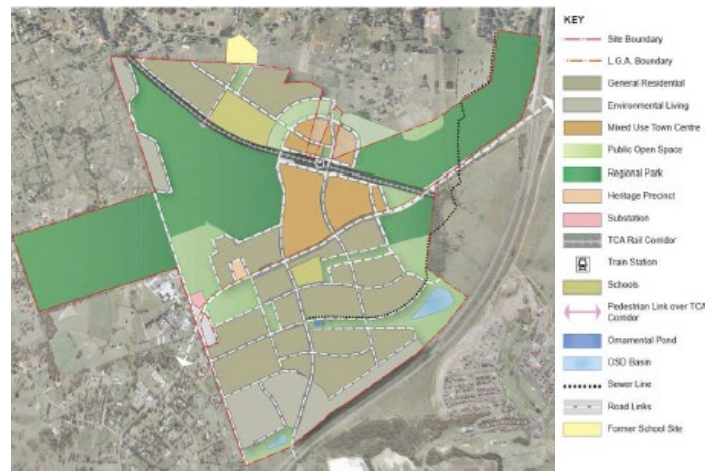 KEY
Site Boundary
L.G.A. Boundary
General Residential
Environmental Living
Mixed Use Town Centre
Public Open Space
Regional Park
Heritage Precinct
Substation
TCA Rail Corridor
Train Station
Schools
Pedestrian Link over TCA
Corridor
Ornamental Pond
OSD Basin
Sewer Line
Road Links
Former School Site